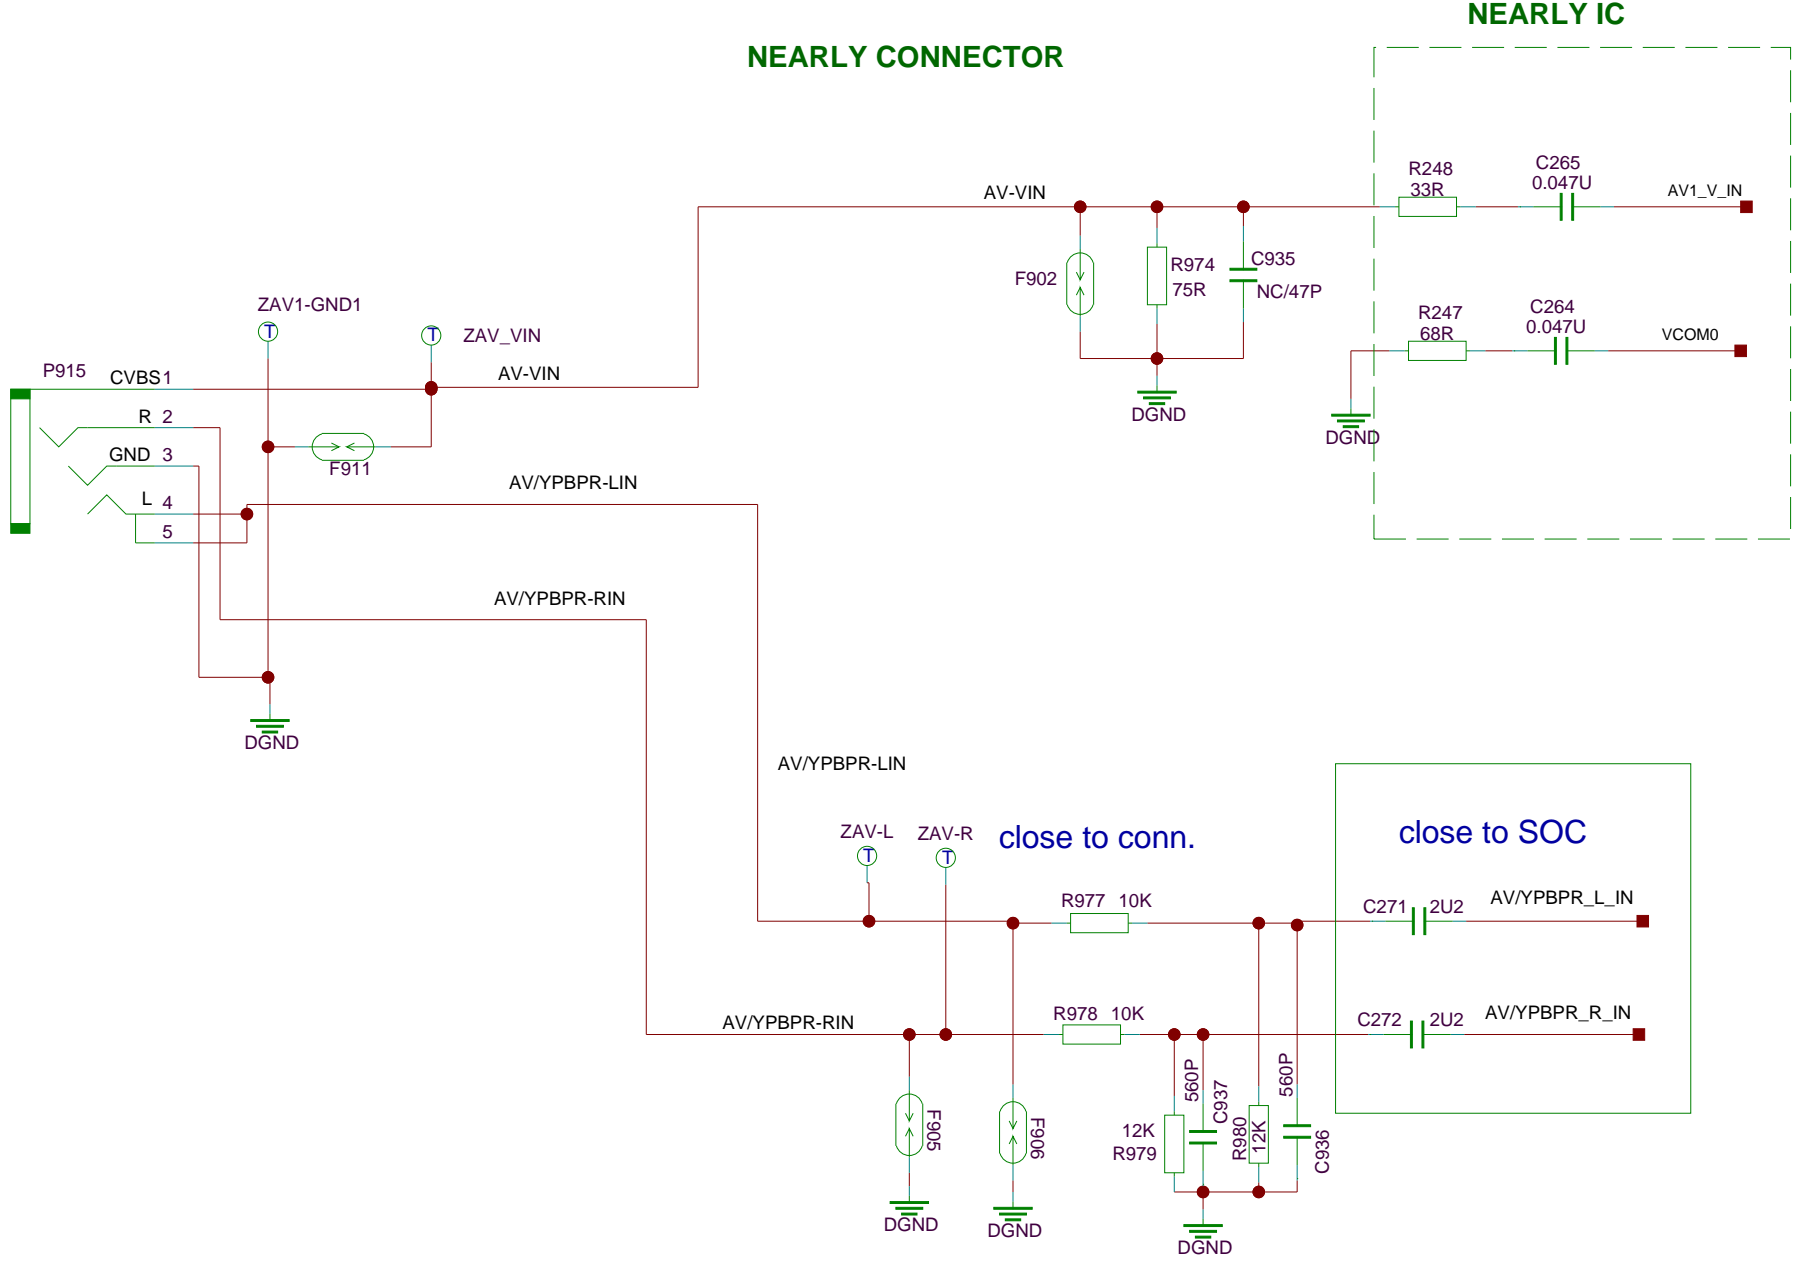 NEARLY IC
NEARLY CONNECTOR
R248
33R
C265
0.047U
AV1_V_IN
AV-VIN
F902
R974
75R
C935
NC/47P
DGND
R247
68R
C264
0.047U
VCOM0
DGND
ZAV1-GND1
T
T
ZAV_VIN
P915
CVBS 1
AV-VIN
R 2
GND 3
F911
L 4
5
AV/YPBPR-LIN
AV/YPBPR-RIN
DGND
AV/YPBPR-LIN
ZAV-L
T
ZAV-R
T
close to conn.
close to SOC
R977 10K
C271 2U2
AV/YPBPR_L_IN
AV/YPBPR-RIN
R978 10K
C272 2U2
AV/YPBPR_R_IN
F905
F906
12K
R979
560P
C937
R980
12K
560P
C936
DGND
DGND
DGND